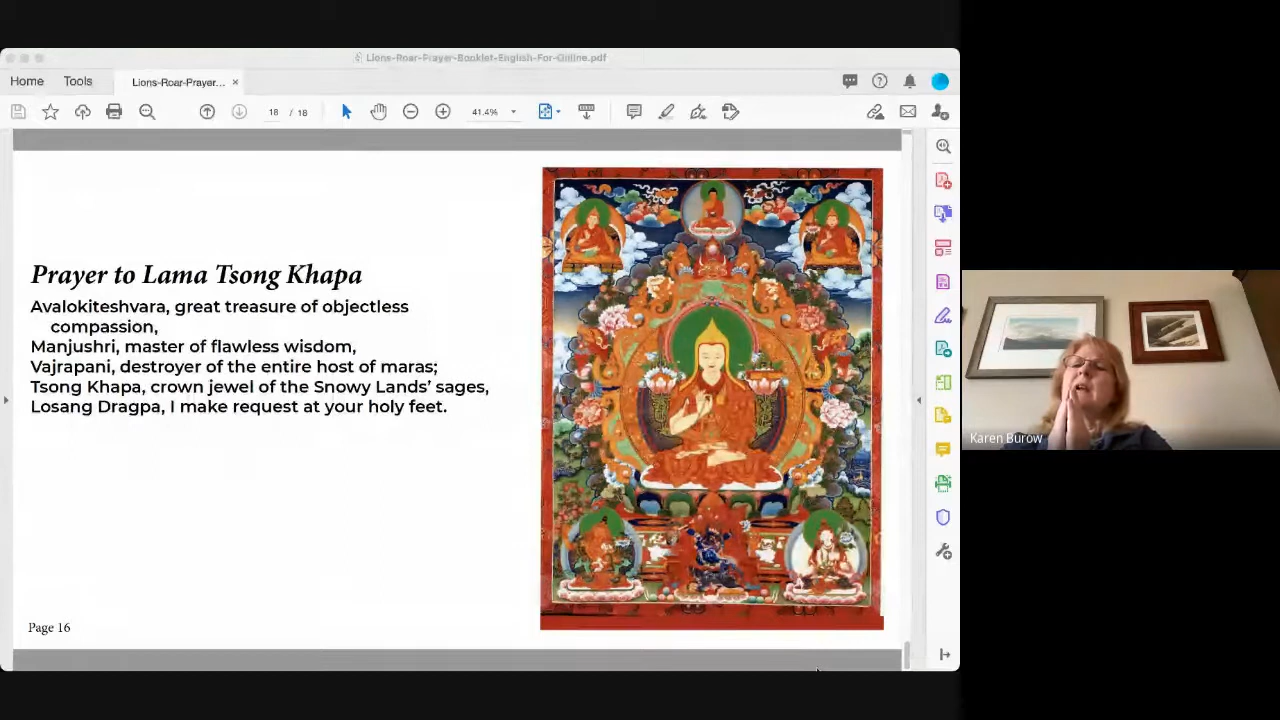 Lions-Roar-Prayer-Booklet-English-For-Online.pdf
Home
Tools
Lions-Roar-Prayer...
18 / 18
41.4%
Prayer to Lama Tsong Khapa
Avalokiteshvara, great treasure of objectless
compassion,
Manjushri, master of flawless wisdom,
Vajrapani, destroyer of the entire host of maras;
Tsong Khapa, crown jewel of the Snowy Lands’ sages,
Losang Dragpa, I make request at your holy feet.
Page 16
Karen Burow